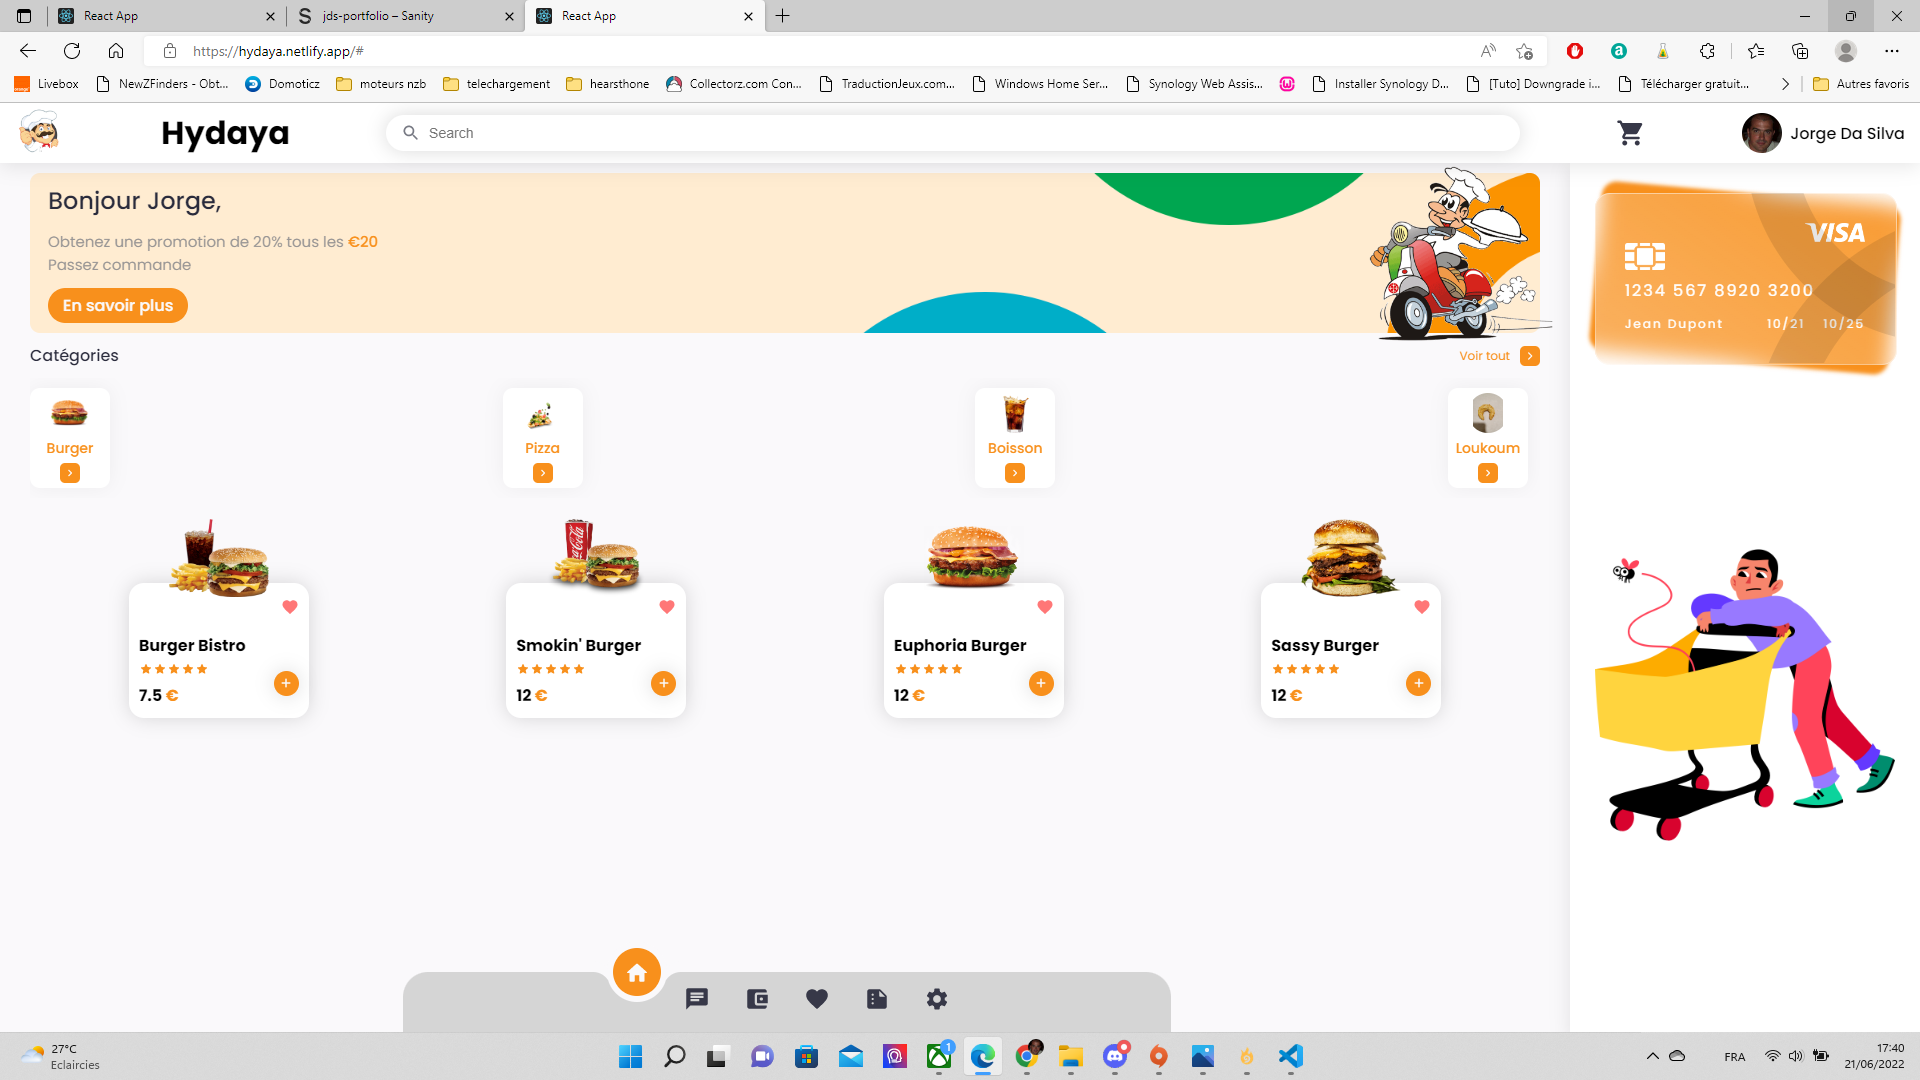 React App
jds-portfolio – Sanity
React App
https://hydaya.netlify.app/#
Livebox
NewZFinders - Obt...
Domoticz
moteurs nzb
telechargement
hearsthone
Collectorz.com Con...
TraductionJeux.com...
Windows Home Ser...
Synology Web Assis...
Installer Synology D...
[Tuto] Downgrade i...
Télécharger gratuit...
Autres favoris
Hydaya
Search
Jorge Da Silva
Bonjour Jorge,
Obtenez une promotion de 20% tous les €20
Passez commande
En savoir plus
VISA
1234 567 8920 3200
Jean Dupont 10/21 10/25
Catégories
Voir tout
Burger
Pizza
Boisson
Loukoum
Burger Bistro
7.5 €
Smokin' Burger
12 €
Euphoria Burger
12 €
Sassy Burger
12 €
27°C
Eclaircies
1
FRA
17:40
21/06/2022